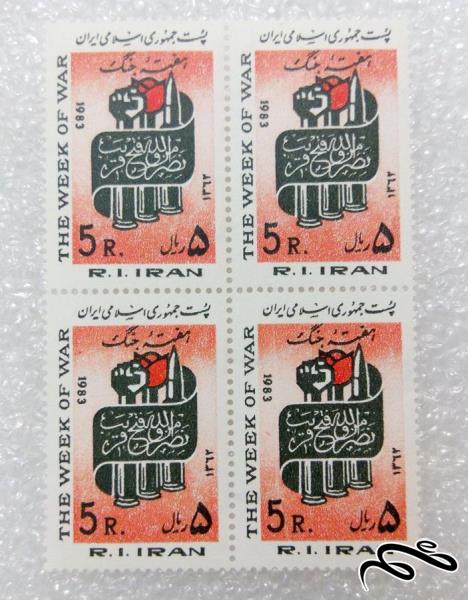 پست جمهوری اسلامی ایران
هفته جنگ
THE WEEK OF WAR
1983
نصر من الله و فتح قریب
۱۳۶۲
5 R.
۵ ریال
R.I. IRAN
پست جمهوری اسلامی ایران
هفته جنگ
THE WEEK OF WAR
1983
نصر من الله و فتح قریب
۱۳۶۲
5 R.
۵ ریال
R.I. IRAN
پست جمهوری اسلامی ایران
هفته جنگ
THE WEEK OF WAR
1983
نصر من الله و فتح قریب
۱۳۶۲
5 R.
۵ ریال
R.I. IRAN
پست جمهوری اسلامی ایران
هفته جنگ
THE WEEK OF WAR
1983
نصر من الله و فتح قریب
۱۳۶۲
5 R.
۵ ریال
R.I. IRAN